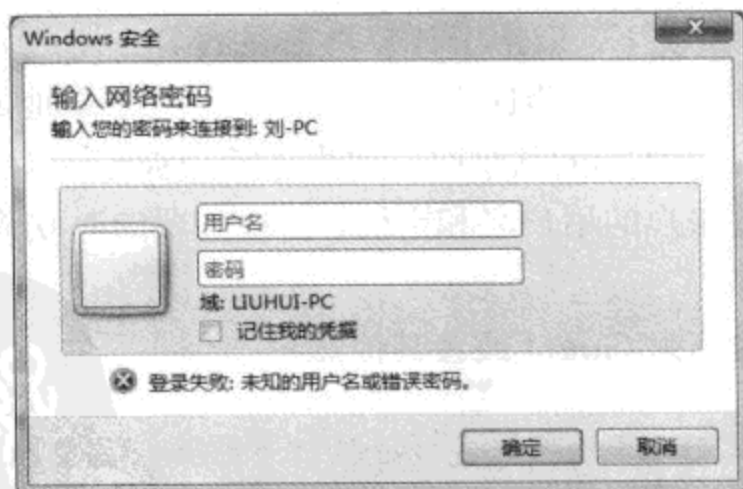 Windows 安全
输入网络密码
输入您的密码来连接到: 刘-PC
用户名
密码
域: LIUHUI-PC
记住我的凭据
登录失败: 未知的用户名或错误密码。
确定
取消